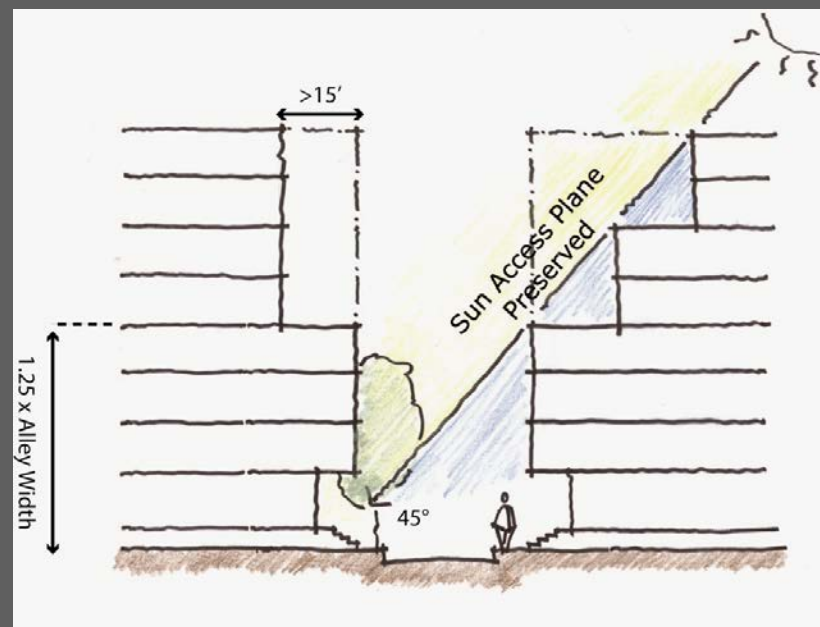 >15'
Sun Access Plane
Preserved
1.25 x Alley Width
45°